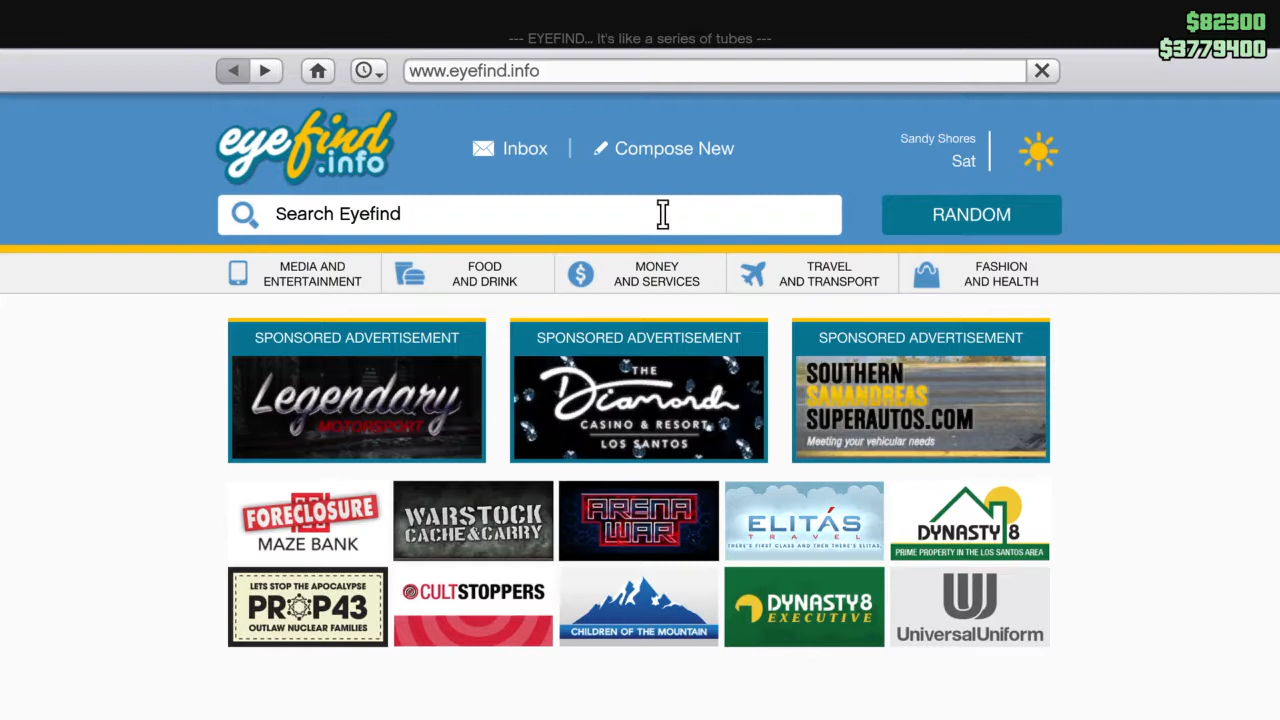 $82300
--- EYEFIND... It's like a series of tubes ---
$3779400
www.eyefind.info
eyefind
.info
Inbox
Compose New
Sandy Shores
Sat
Search Eyefind
RANDOM
MEDIA AND
ENTERTAINMENT
FOOD
AND DRINK
MONEY
AND SERVICES
TRAVEL
AND TRANSPORT
FASHION
AND HEALTH
SPONSORED ADVERTISEMENT
Legendary
MOTORSPORT
SPONSORED ADVERTISEMENT
THE
Diamond
CASINO & RESORT
LOS SANTOS
SPONSORED ADVERTISEMENT
SOUTHERN
SANANDREAS
SUPERAUTOS.COM
Meeting your vehicular needs
FORECLOSURE
MAZE BANK
WARSTOCK
CACHE&CARRY
ARENA
WAR
ELITÁS
TRAVEL
THERE'S FIRST CLASS AND THEN THERE'S ELITAS.
DYNASTY 8
PRIME PROPERTY IN THE LOS SANTOS AREA
LETS STOP THE APOCALYPSE
PROP43
OUTLAW NUCLEAR FAMILIES
CULTSTOPPERS
CHILDREN OF THE MOUNTAIN
DYNASTY8
EXECUTIVE
UniversalUniform